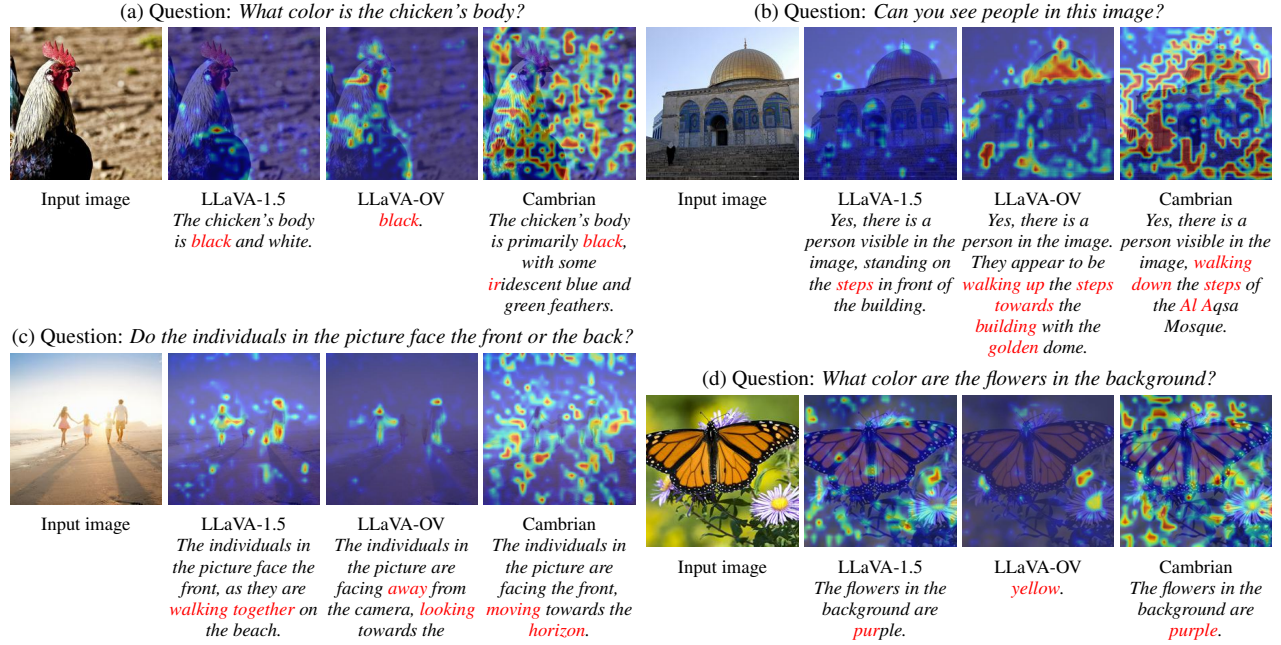 (a) Question: What color is the chicken's body?
Input image
LLaVA-1.5
The chicken's body
is black and white.
LLaVA-OV
black.
Cambrian
The chicken's body
is primarily black,
with some
iridescent blue and
green feathers.
(b) Question: Can you see people in this image?
Input image
LLaVA-1.5
Yes, there is a
person visible in the
image, standing on
the steps in front of
the building.
LLaVA-OV
Yes, there is a
person in the image.
They appear to be
walking up the steps
towards the
building with the
golden dome.
Cambrian
Yes, there is a
person visible in the
image, walking
down the steps of
the Al Aqsa
Mosque.
(c) Question: Do the individuals in the picture face the front or the back?
Input image
LLaVA-1.5
The individuals in
the picture face the
front, as they are
walking together on
the beach.
LLaVA-OV
The individuals in
the picture are
facing away from
the camera, looking
towards the
Cambrian
The individuals in
the picture are
facing the front,
moving towards the
horizon.
(d) Question: What color are the flowers in the background?
Input image
LLaVA-1.5
The flowers in the
background are
purple.
LLaVA-OV
yellow.
Cambrian
The flowers in the
background are
purple.